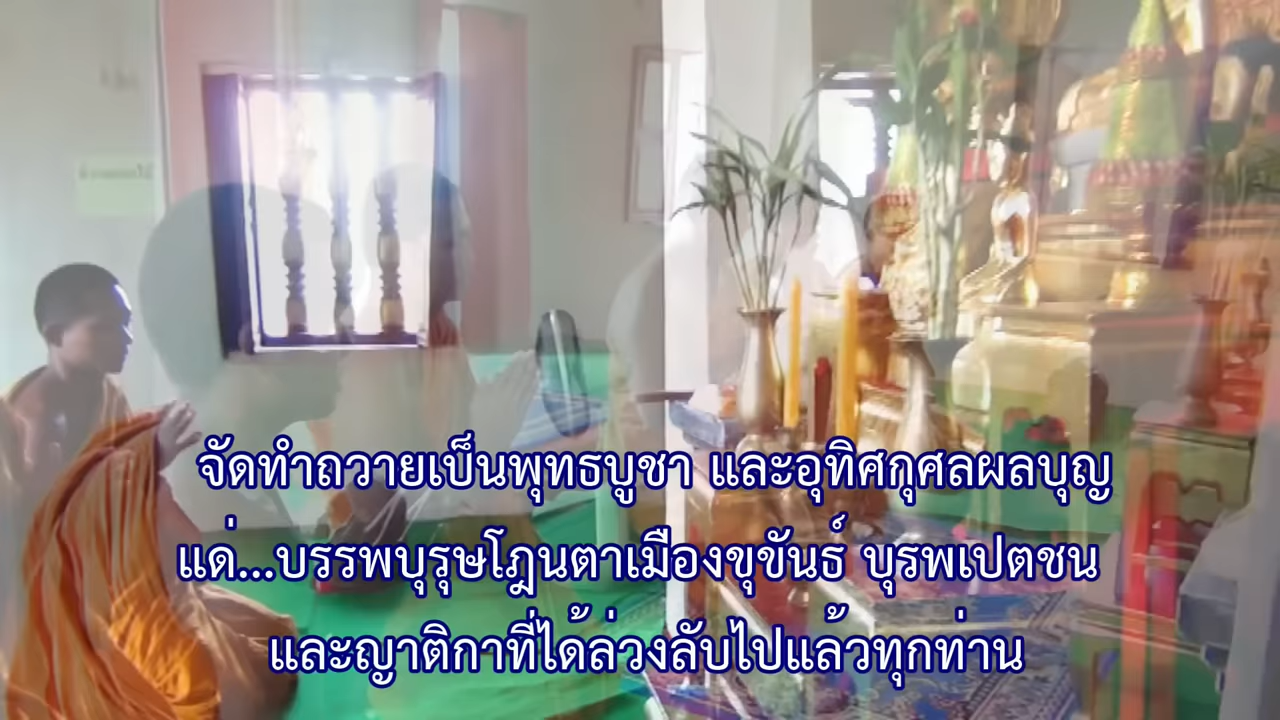 จัดทำถวายเป็นพุทธบูชา และอุทิศกุศลผลบุญ
แด่...บรรพบุรุษโฎนตาเมืองขุขันธ์ บุรพเปตชน
และญาติกาที่ได้ล่วงลับไปแล้วทุกท่าน